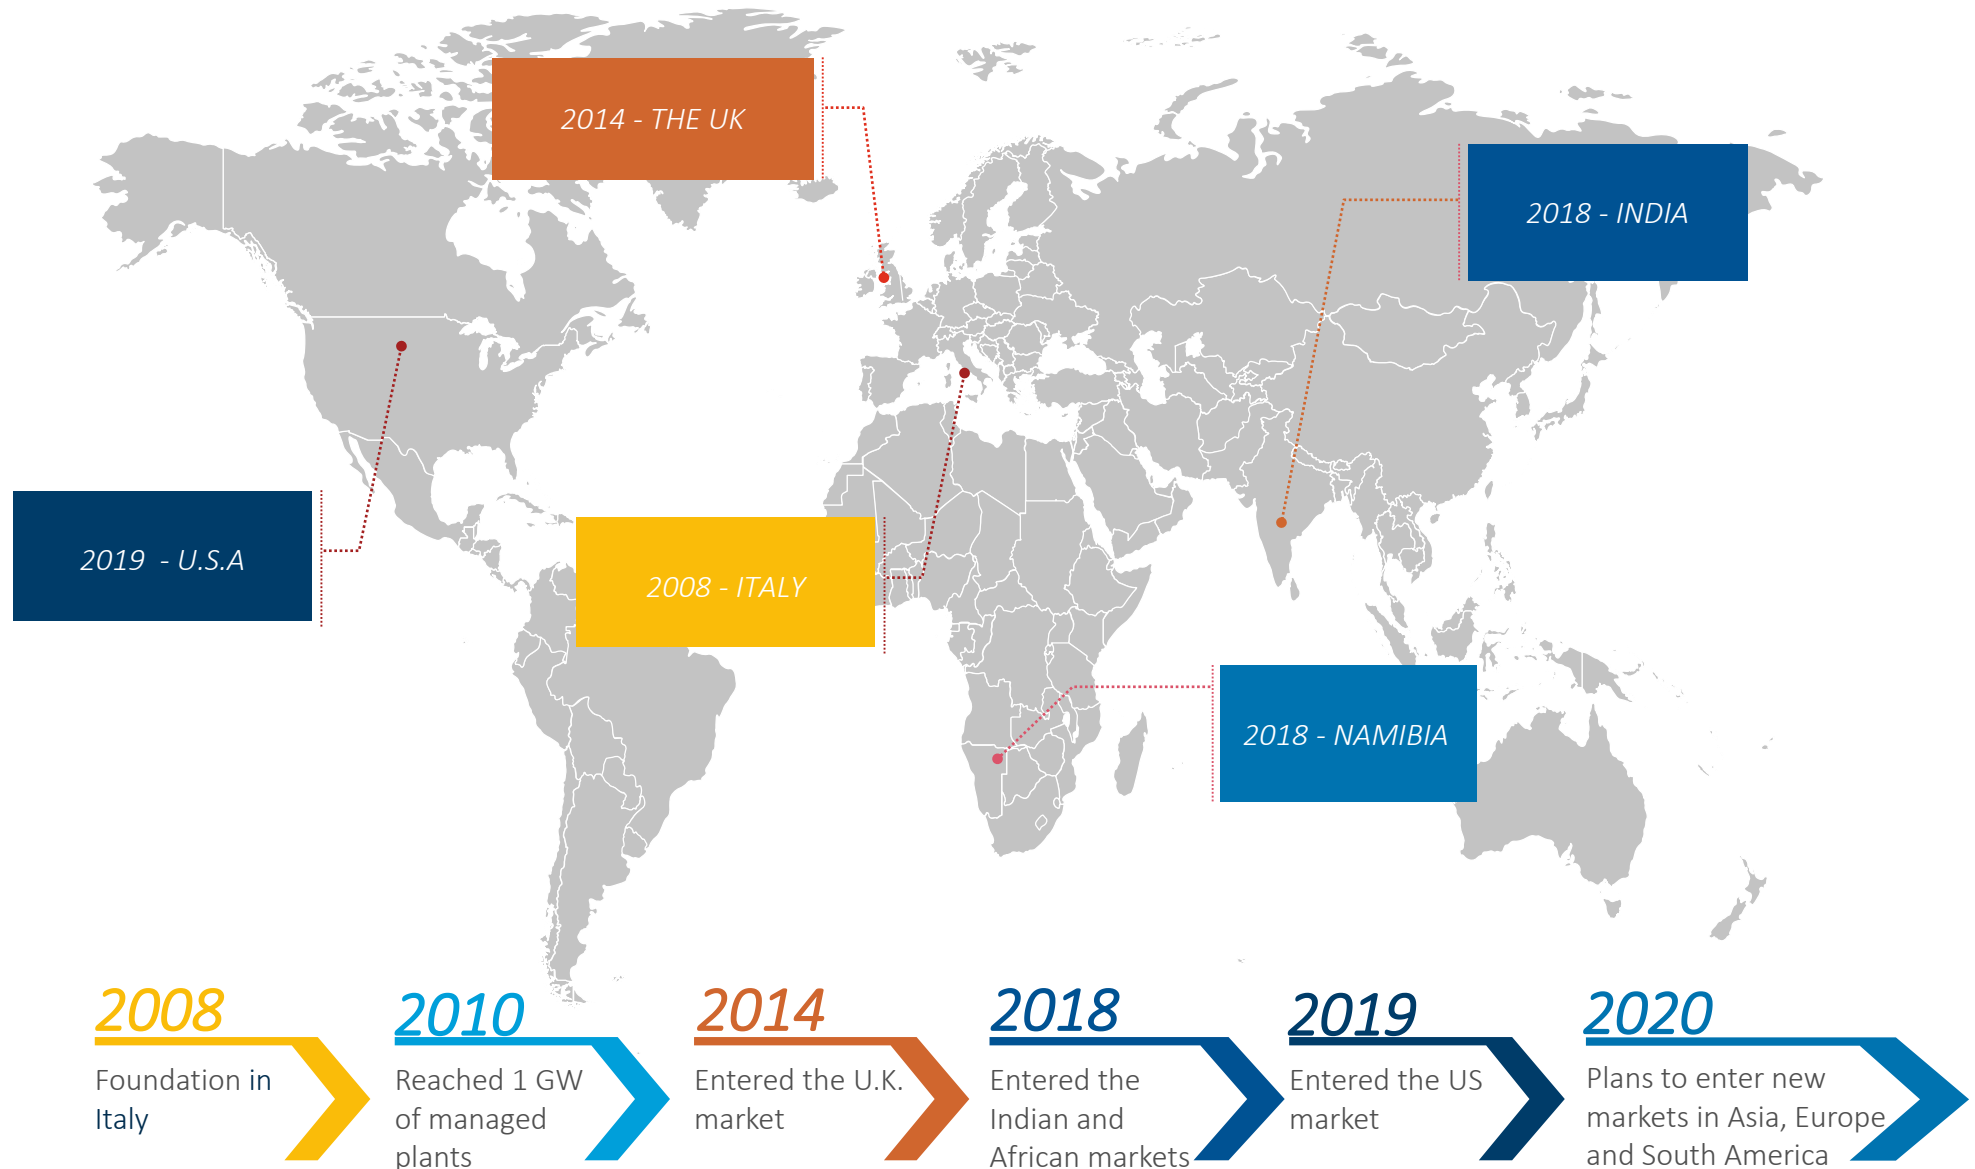 2014 - THE UK
2018 - INDIA
2019 - U.S.A
2008 - ITALY
2018 - NAMIBIA
2008
Foundation in
Italy
2010
Reached 1 GW
of managed
plants
2014
Entered the U.K.
market
2018
Entered the
Indian and
African markets
2019
Entered the US
market
2020
Plans to enter new
markets in Asia, Europe
and South America